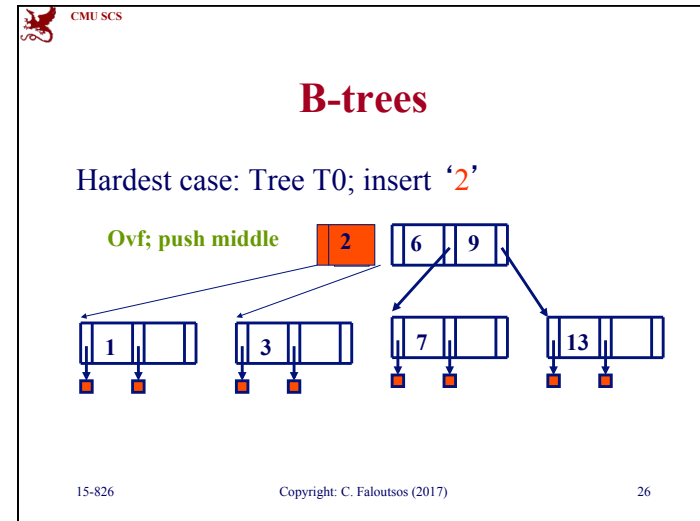 CMU SCS
B-trees
Hardest case: Tree T0; insert ‘2’
Ovf; push middle 2 6 9
1 3 7 13
15-826 Copyright: C. Faloutsos (2017) 26